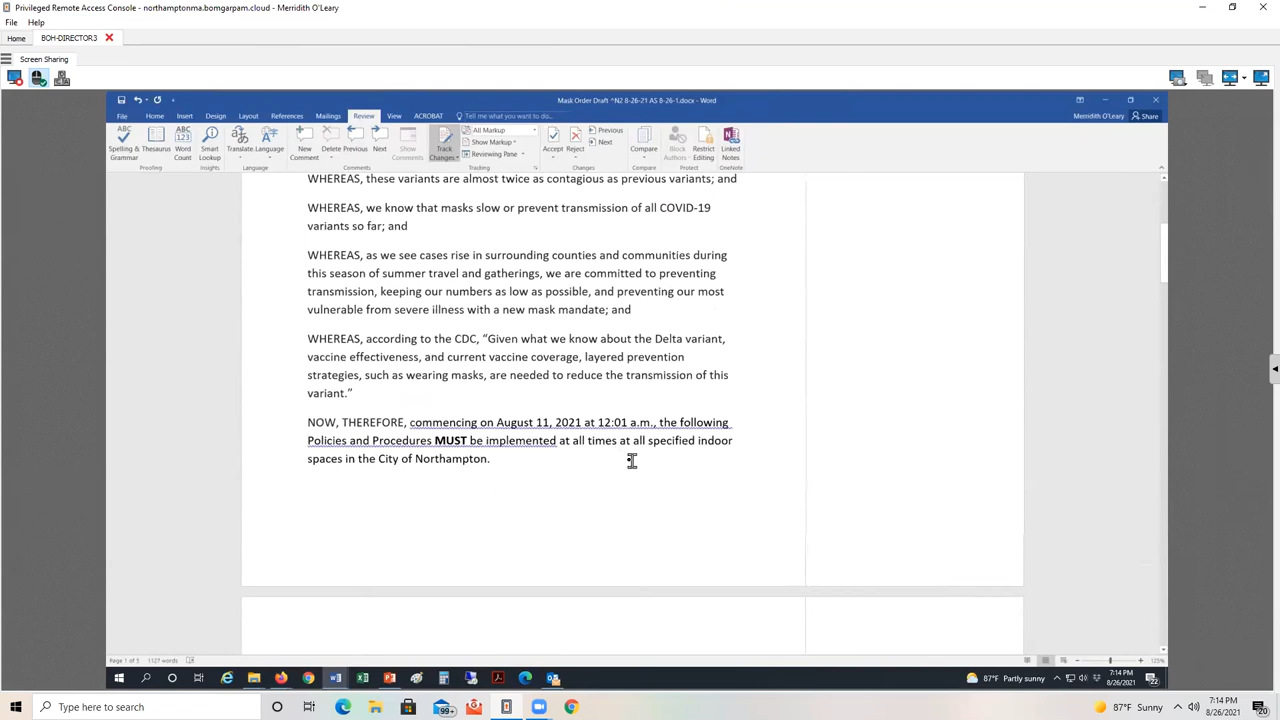 Privileged Remote Access Console - northamptonma.bomgarpam.cloud - Merridith O'Leary
File Help
Home BOH-DIRECTOR3
Screen Sharing
Mask Order Draft ^N2 8-26-21 AS 8-26-1.docx - Word
File Home Insert Design Layout References Mailings Review View ACROBAT Tell me what you want to do... Merridith O'Leary Share
Spelling & Grammar Thesaurus Word Count Smart Lookup Translate Language New Comment Delete Previous Next Show Comments Track Changes All Markup Show Markup Reviewing Pane Accept Reject Previous Next Compare Block Authors Restrict Editing Linked Notes
Proofing Insights Language Comments Tracking Changes Compare Protect OneNote
WHEREAS, these variants are almost twice as contagious as previous variants; and
WHEREAS, we know that masks slow or prevent transmission of all COVID-19
variants so far; and
WHEREAS, as we see cases rise in surrounding counties and communities during
this season of summer travel and gatherings, we are committed to preventing
transmission, keeping our numbers as low as possible, and preventing our most
vulnerable from severe illness with a new mask mandate; and
WHEREAS, according to the CDC, “Given what we know about the Delta variant,
vaccine effectiveness, and current vaccine coverage, layered prevention
strategies, such as wearing masks, are needed to reduce the transmission of this
variant.”
NOW, THEREFORE, commencing on August 11, 2021 at 12:01 a.m., the following
Policies and Procedures MUST be implemented at all times at all specified indoor
spaces in the City of Northampton.
Page 1 of 3 1127 words 125%
87°F Partly sunny 7:14 PM
8/26/2021 22
Type here to search 99+ 87°F Sunny 7:14 PM
8/26/2021 20